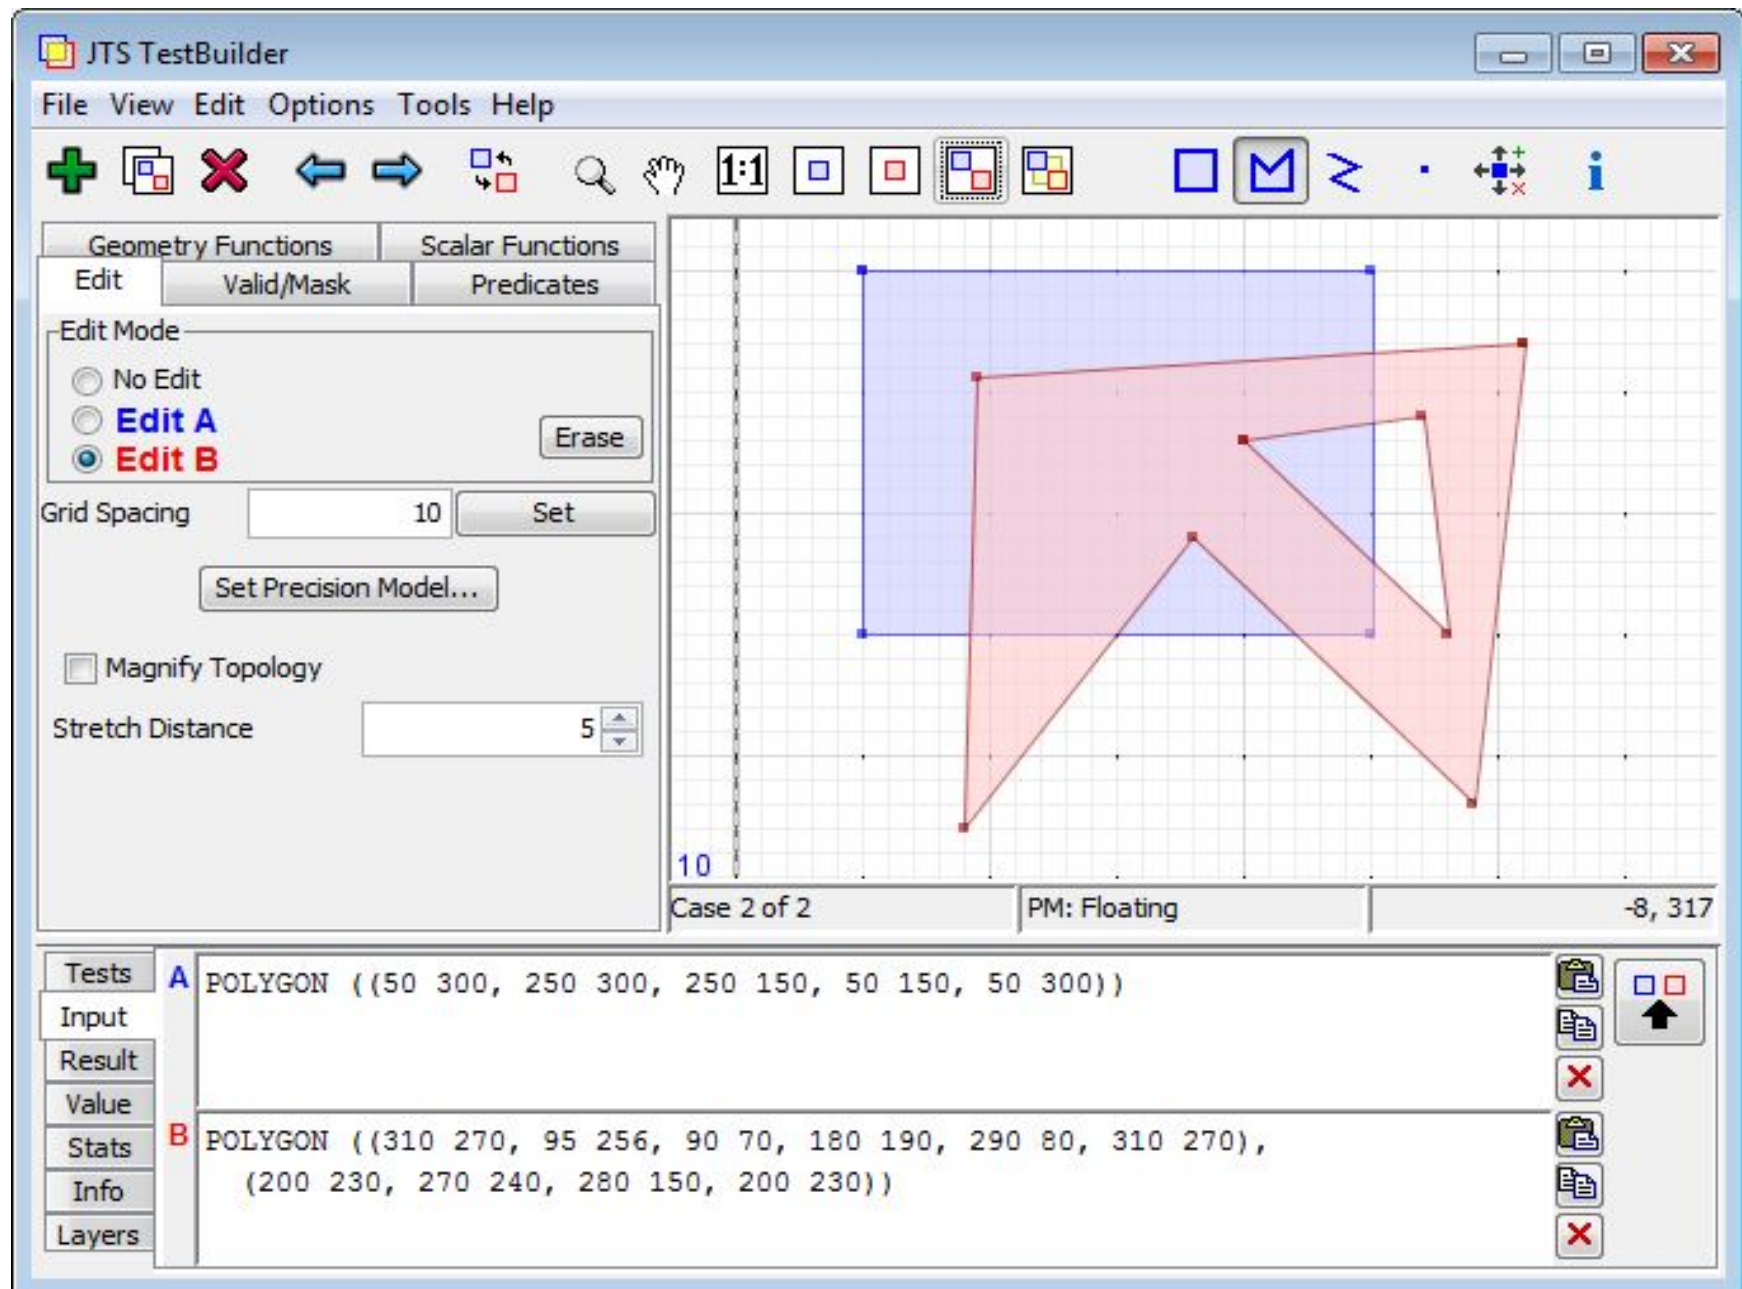 JTS TestBuilder
File View Edit Options Tools Help
1:1
i
Geometry Functions Scalar Functions
Edit Valid/Mask Predicates
Edit Mode
No Edit
Edit A
Edit B
Erase
Grid Spacing 10 Set
Set Precision Model...
Magnify Topology
Stretch Distance 5
10
Case 2 of 2 PM: Floating -8, 317
Tests
Input
Result
Value
Stats
Info
Layers
A POLYGON ((50 300, 250 300, 250 150, 50 150, 50 300))
B POLYGON ((310 270, 95 256, 90 70, 180 190, 290 80, 310 270),
(200 230, 270 240, 280 150, 200 230))